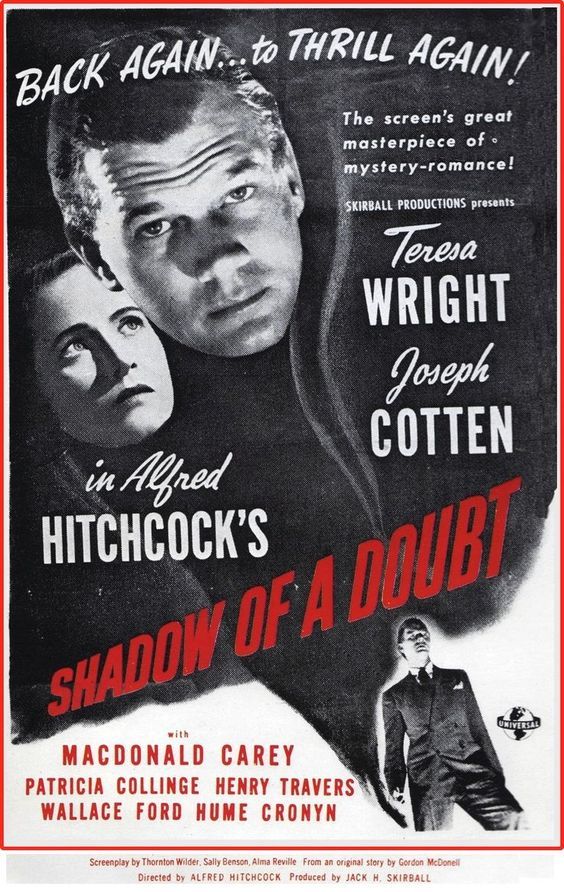 BACK AGAIN... to THRILL AGAIN!
The screen's great
masterpiece of
mystery-romance!
SKIRBALL PRODUCTIONS presents
Teresa
WRIGHT
Joseph
COTTEN
in Alfred
HITCHCOCK'S
SHADOW OF A DOUBT
with
MACDONALD CAREY
PATRICIA COLLINGE HENRY TRAVERS
WALLACE FORD HUME CRONYN
UNIVERSAL
Screenplay by Thornton Wilder, Sally Benson, Alma Reville From an original story by Gordon McDonell
Directed by ALFRED HITCHCOCK Produced by JACK H. SKIRBALL